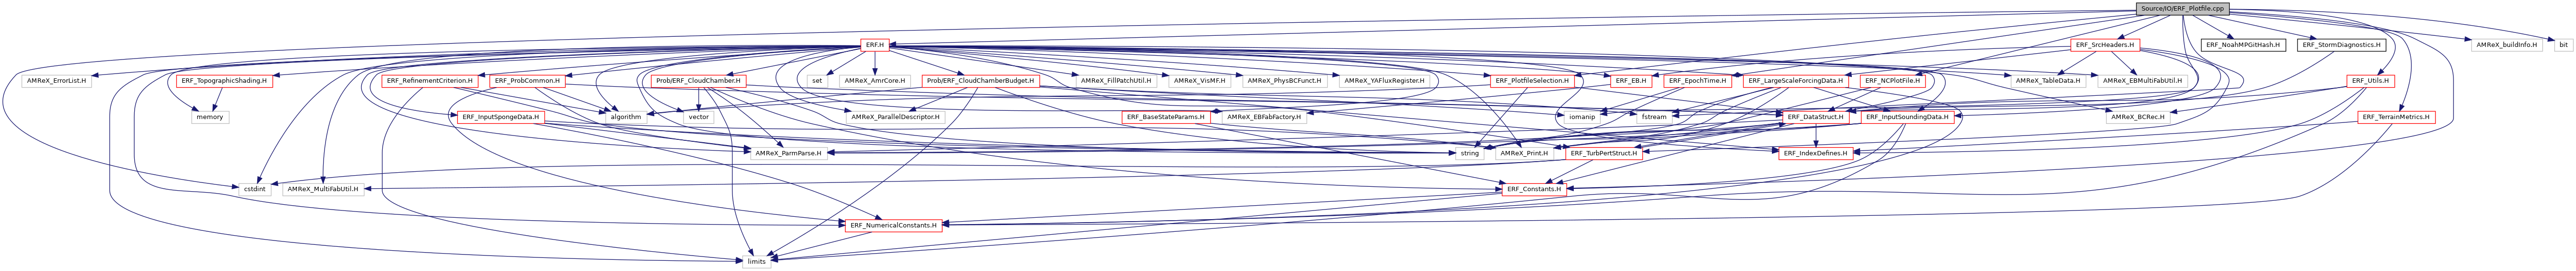 Source/IO/ERF_Plotfile.cpp
ERF.H
ERF_SrcHeaders.H
ERF_NoahMPGitHash.H
ERF_StormDiagnostics.H
AMReX_buildInfo.H
bit
AMReX_ErrorList.H
ERF_TopographicShading.H
ERF_RefinementCriterion.H
ERF_ProbCommon.H
Prob/ERF_CloudChamber.H
set
AMReX_AmrCore.H
Prob/ERF_CloudChamberBudget.H
AMReX_FillPatchUtil.H
AMReX_VisMF.H
AMReX_PhysBCFunct.H
AMReX_YAFluxRegister.H
ERF_PlotfileSelection.H
ERF_EB.H
ERF_EpochTime.H
ERF_LargeScaleForcingData.H
ERF_NCPlotFile.H
AMReX_TableData.H
AMReX_EBMultiFabUtil.H
ERF_Utils.H
memory
ERF_InputSpongeData.H
algorithm
vector
AMReX_ParallelDescriptor.H
ERF_BaseStateParams.H
AMReX_EBFabFactory.H
iomanip
fstream
ERF_DataStruct.H
ERF_InputSoundingData.H
AMReX_BCRec.H
ERF_TerrainMetrics.H
AMReX_ParmParse.H
string
AMReX_Print.H
ERF_TurbPertStruct.H
ERF_IndexDefines.H
cstdint
AMReX_MultiFabUtil.H
ERF_Constants.H
ERF_NumericalConstants.H
limits